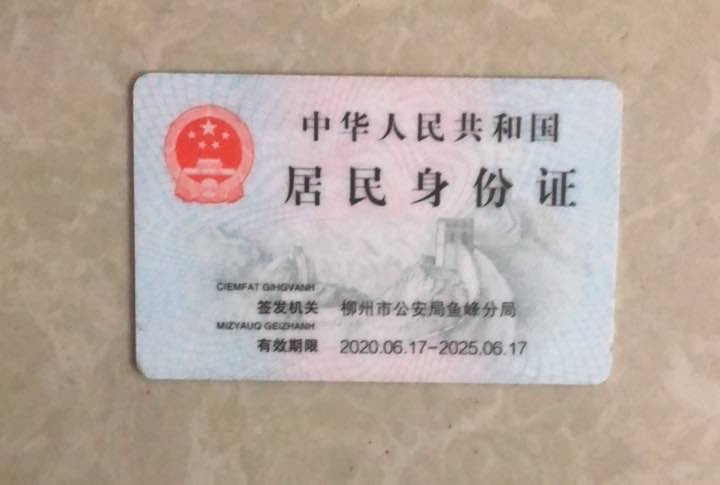 中华人民共和国
居民身份证
CIEMFAT GIHGVANH
签发机关 柳州市公安局鱼峰分局
MIZYAUQ GEIZHANH
有效期限 2020.06.17-2025.06.17